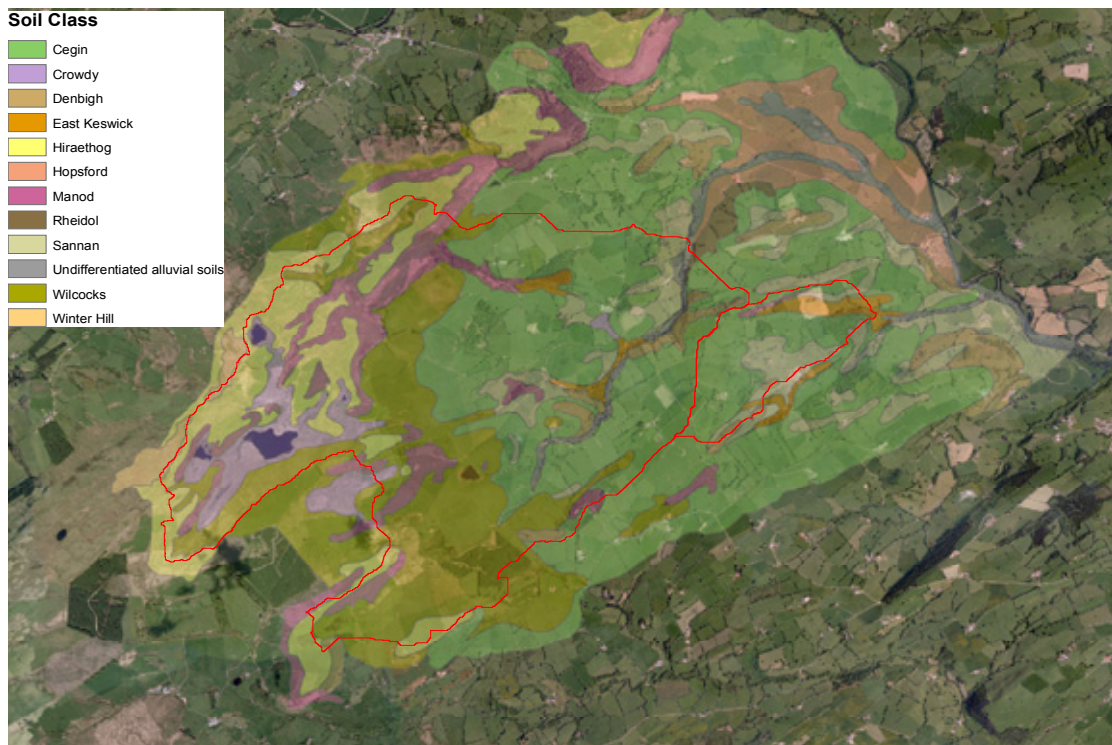 Soil Class
Cegin
Crowdy
Denbigh
East Keswick
Hiraethog
Hopsford
Manod
Rheidol
Sannan
Undifferentiated alluvial soils
Wilcocks
Winter Hill